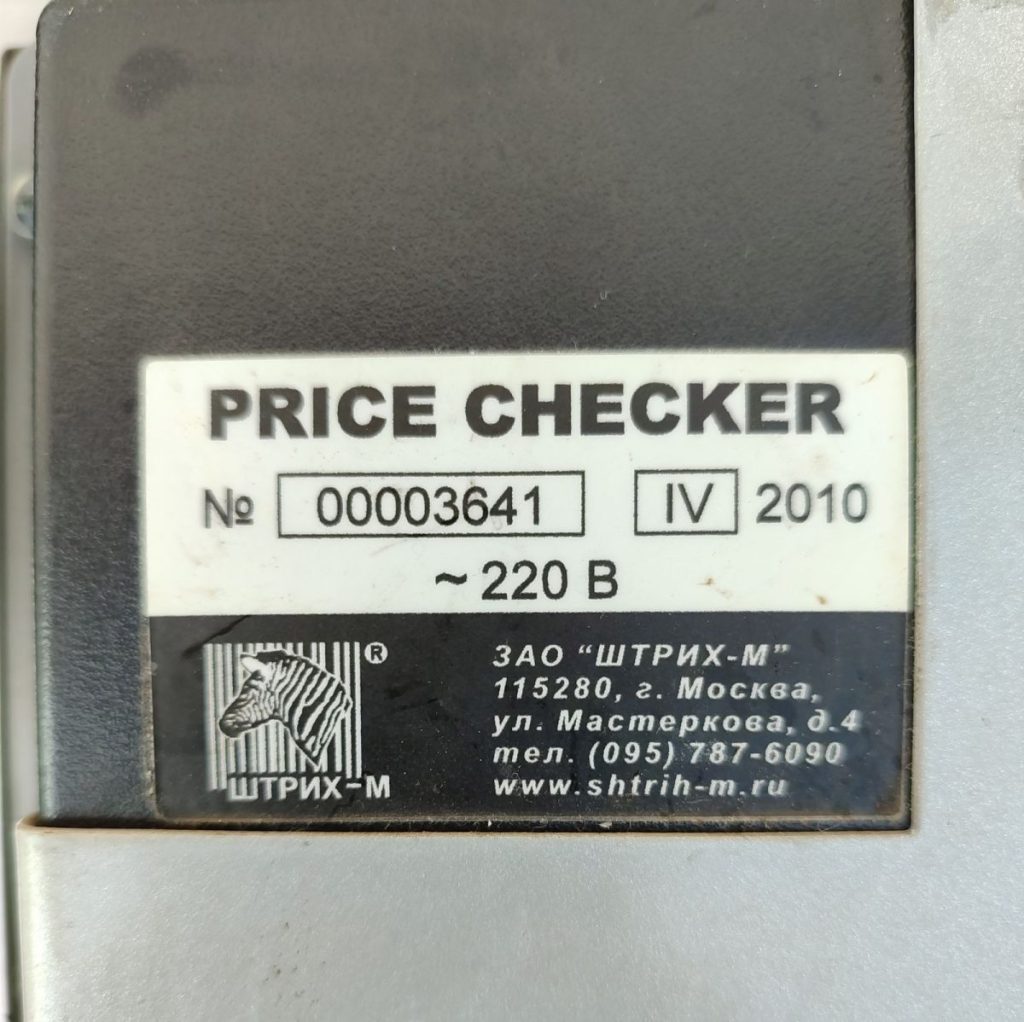 PRICE CHECKER
№ 00003641 IV 2010
~ 220 В
®
ШТРИХ-М
ЗАО "ШТРИХ-М"
115280, г. Москва,
ул. Мастеркова, д.4
тел. (095) 787-6090
www.shtrih-m.ru